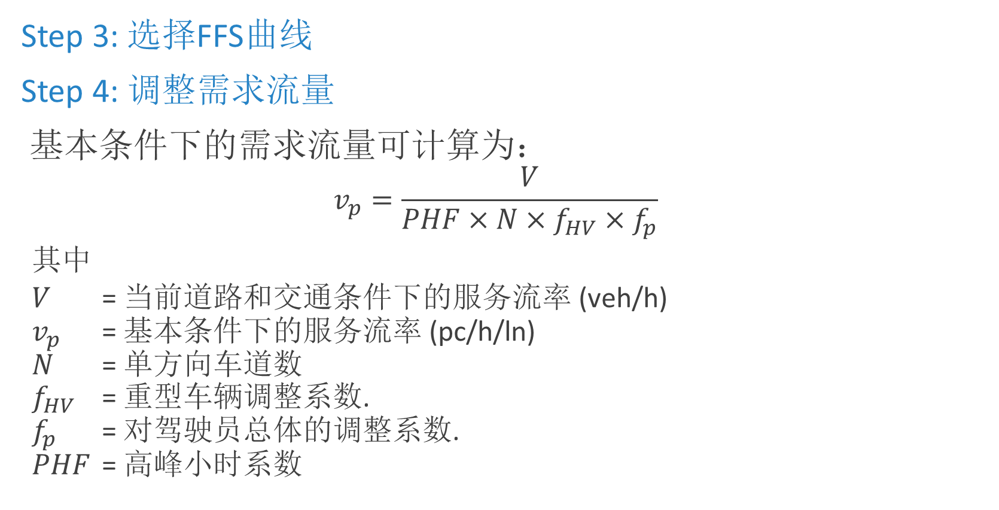 Step 3: 选择FFS曲线
Step 4: 调整需求流量
基本条件下的需求流量可计算为：
v_p = \frac{V}{PHF × N × f_{HV} × f_p}
其中
V = 当前道路和交通条件下的服务流率 (veh/h)
v_p = 基本条件下的服务流率 (pc/h/ln)
N = 单方向车道数
f_{HV} = 重型车辆调整系数.
f_p = 对驾驶员总体的调整系数.
PHF = 高峰小时系数